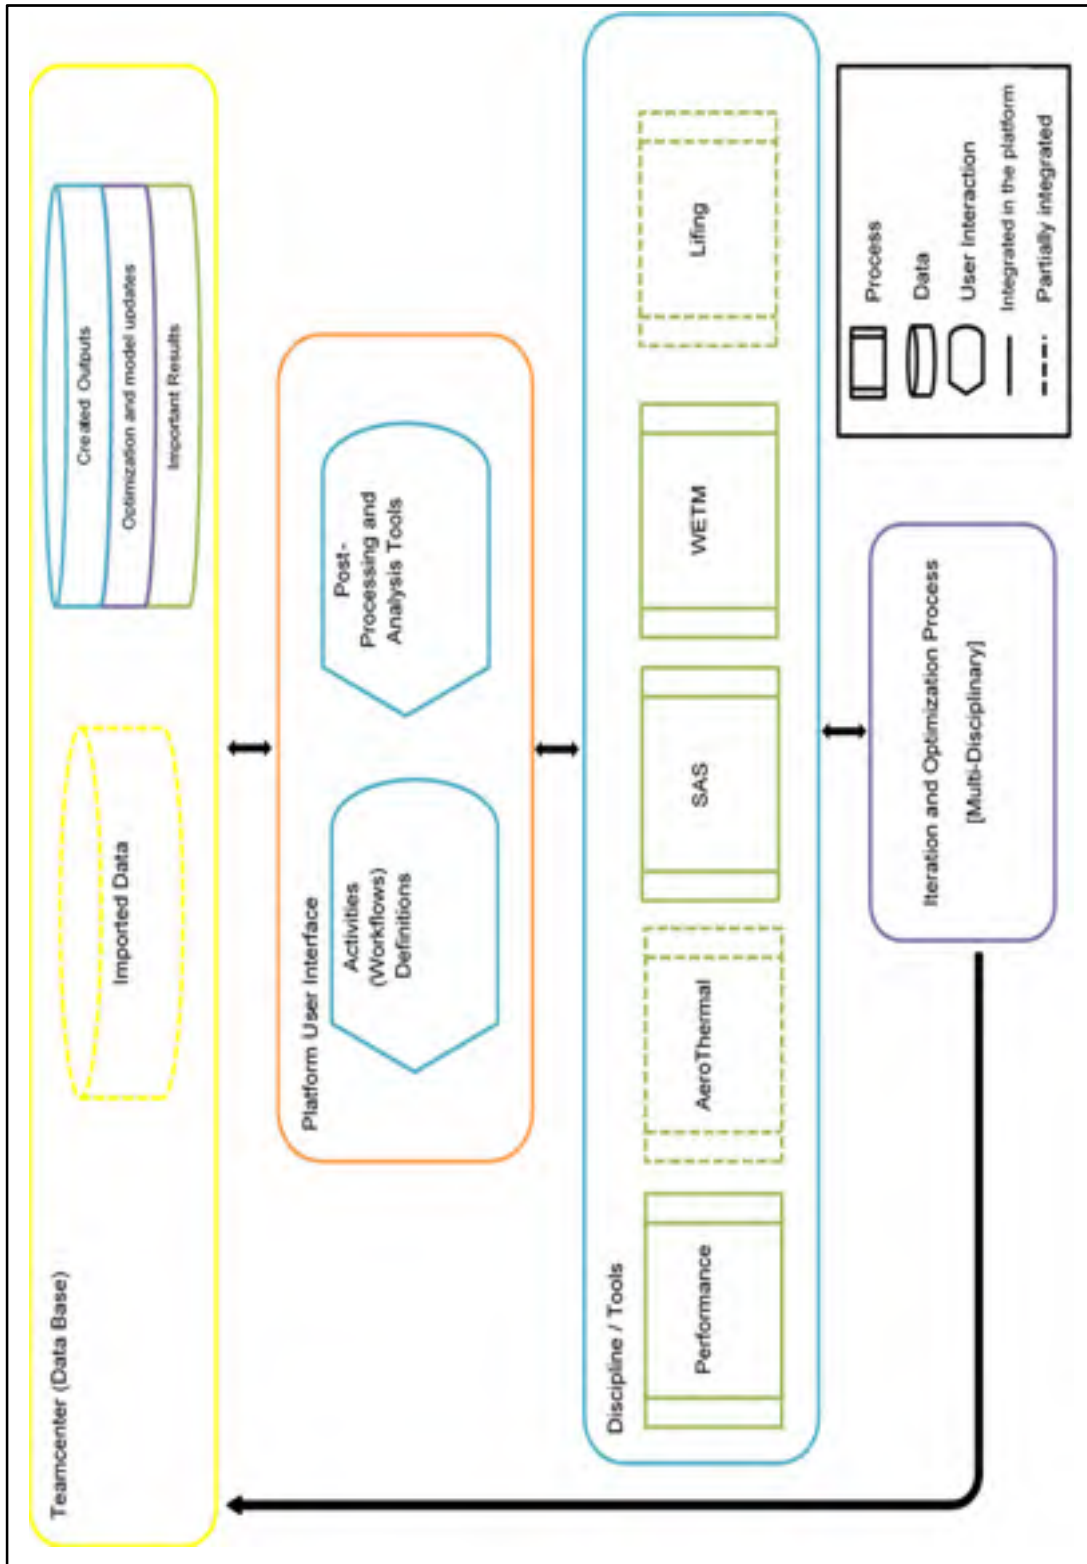 Teamcenter (Data Base)
Imported Data
Created Outputs
Optimization and model updates
Important Results
Platform User Interface
Activities
(Workflows)
Definitions
Post-
Processing and
Analysis Tools
Discipline / Tools
Performance
AeroThermal
SAS
WETM
Lifing
Iteration and Optimization Process
[Multi-Disciplinary]
Process
Data
User Interaction
Integrated in the platform
Partially integrated